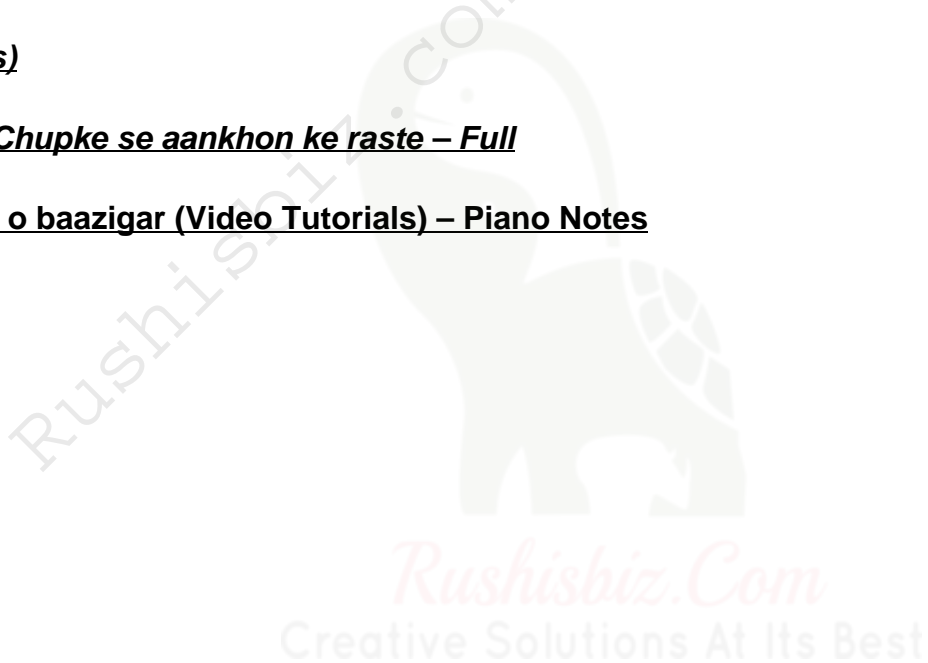 s)
Chupke se aankhon ke raste – Full
o baazigar (Video Tutorials) – Piano Notes
Rushisbiz.com
Rushisbiz.Com
Creative Solutions At Its Best